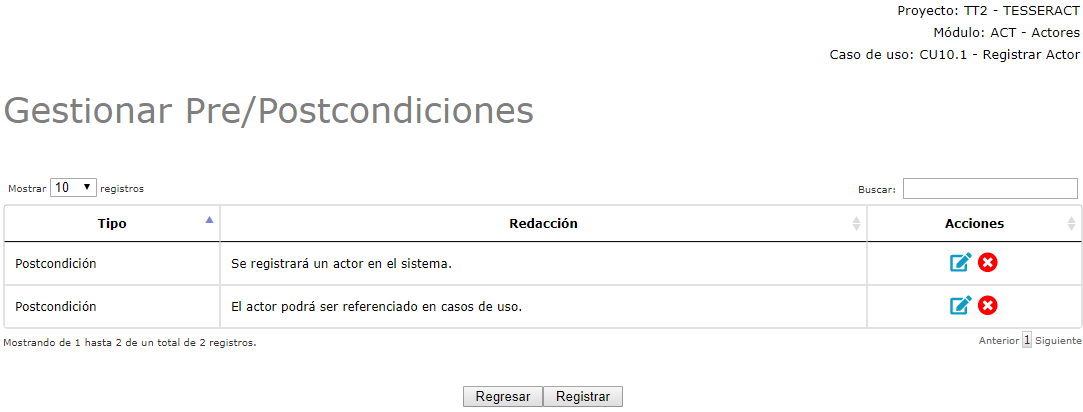 Proyecto: TT2 - TESSERACT
Módulo: ACT - Actores
Caso de uso: CU10.1 - Registrar Actor
Gestionar Pre/Postcondiciones
Mostrar 10 registros
Buscar:
Tipo Redacción Acciones
Postcondición Se registrará un actor en el sistema.
Postcondición El actor podrá ser referenciado en casos de uso.
Mostrando de 1 hasta 2 de un total de 2 registros.
Anterior 1 Siguiente
Regresar Registrar